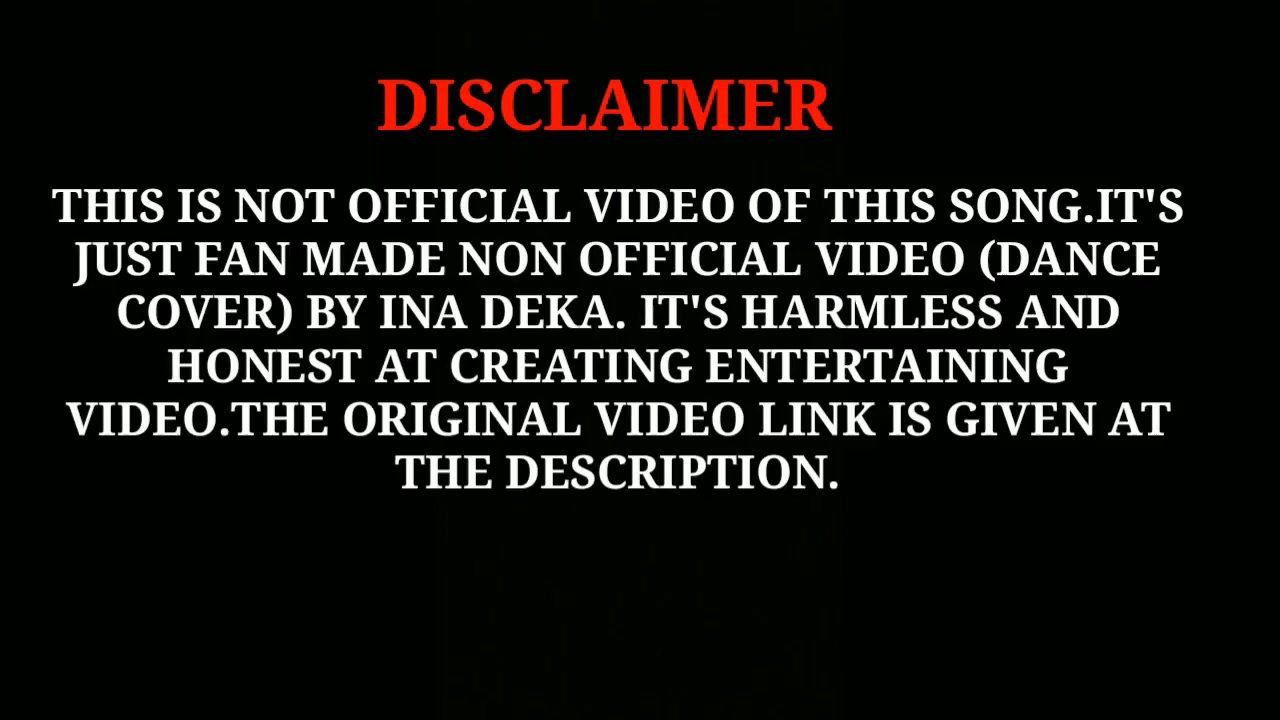 DISCLAIMER
THIS IS NOT OFFICIAL VIDEO OF THIS SONG.IT'S
JUST FAN MADE NON OFFICIAL VIDEO (DANCE
COVER) BY INA DEKA. IT'S HARMLESS AND
HONEST AT CREATING ENTERTAINING
VIDEO.THE ORIGINAL VIDEO LINK IS GIVEN AT
THE DESCRIPTION.